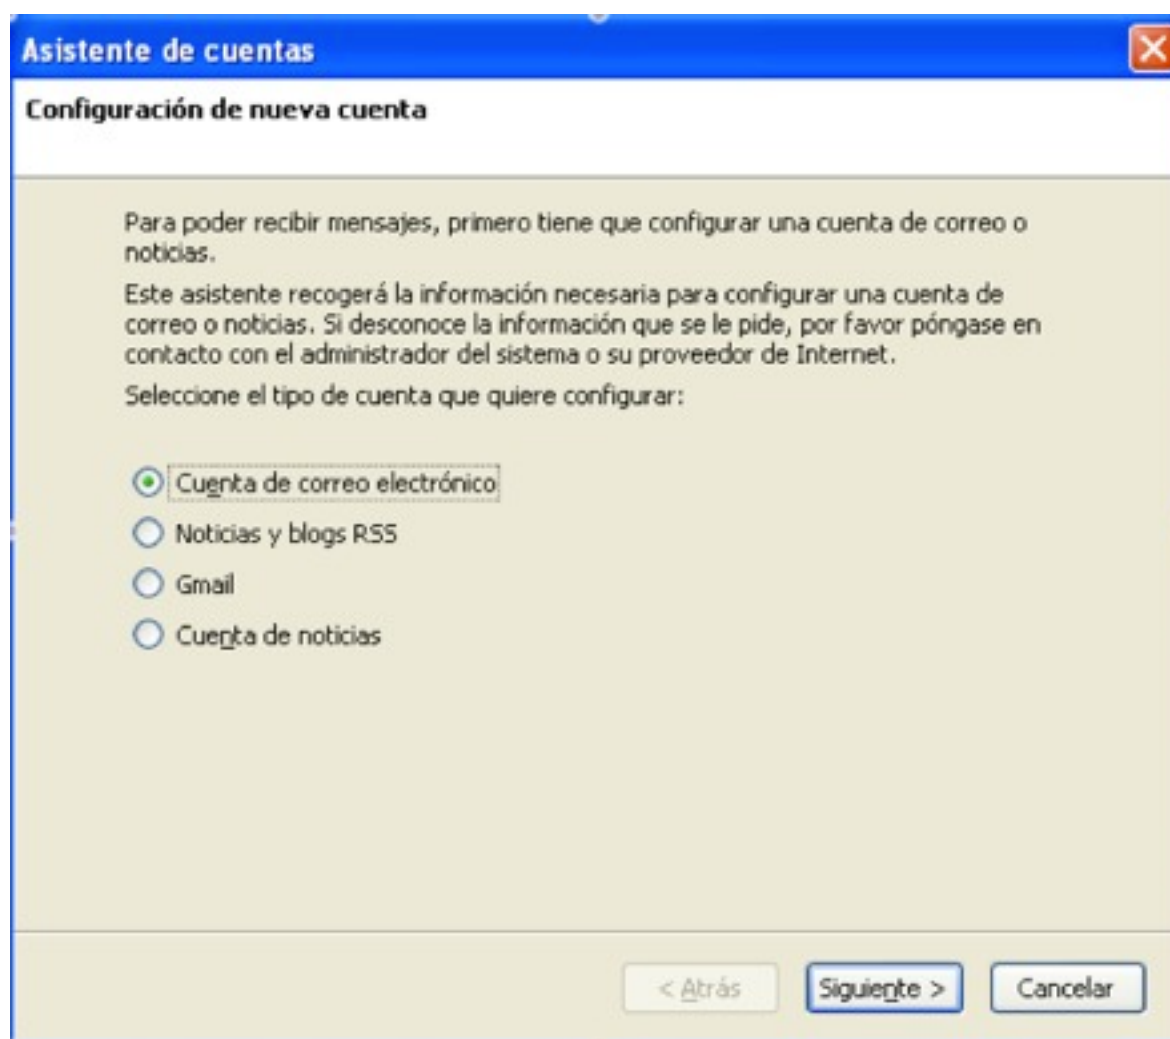 Asistente de cuentas
Configuración de nueva cuenta
Para poder recibir mensajes, primero tiene que configurar una cuenta de correo o
noticias.
Este asistente recogerá la información necesaria para configurar una cuenta de
correo o noticias. Si desconoce la información que se le pide, por favor póngase en
contacto con el administrador del sistema o su proveedor de Internet.
Seleccione el tipo de cuenta que quiere configurar:
Cuenta de correo electrónico
Noticias y blogs RSS
Gmail
Cuenta de noticias
< Atrás
Siguiente >
Cancelar